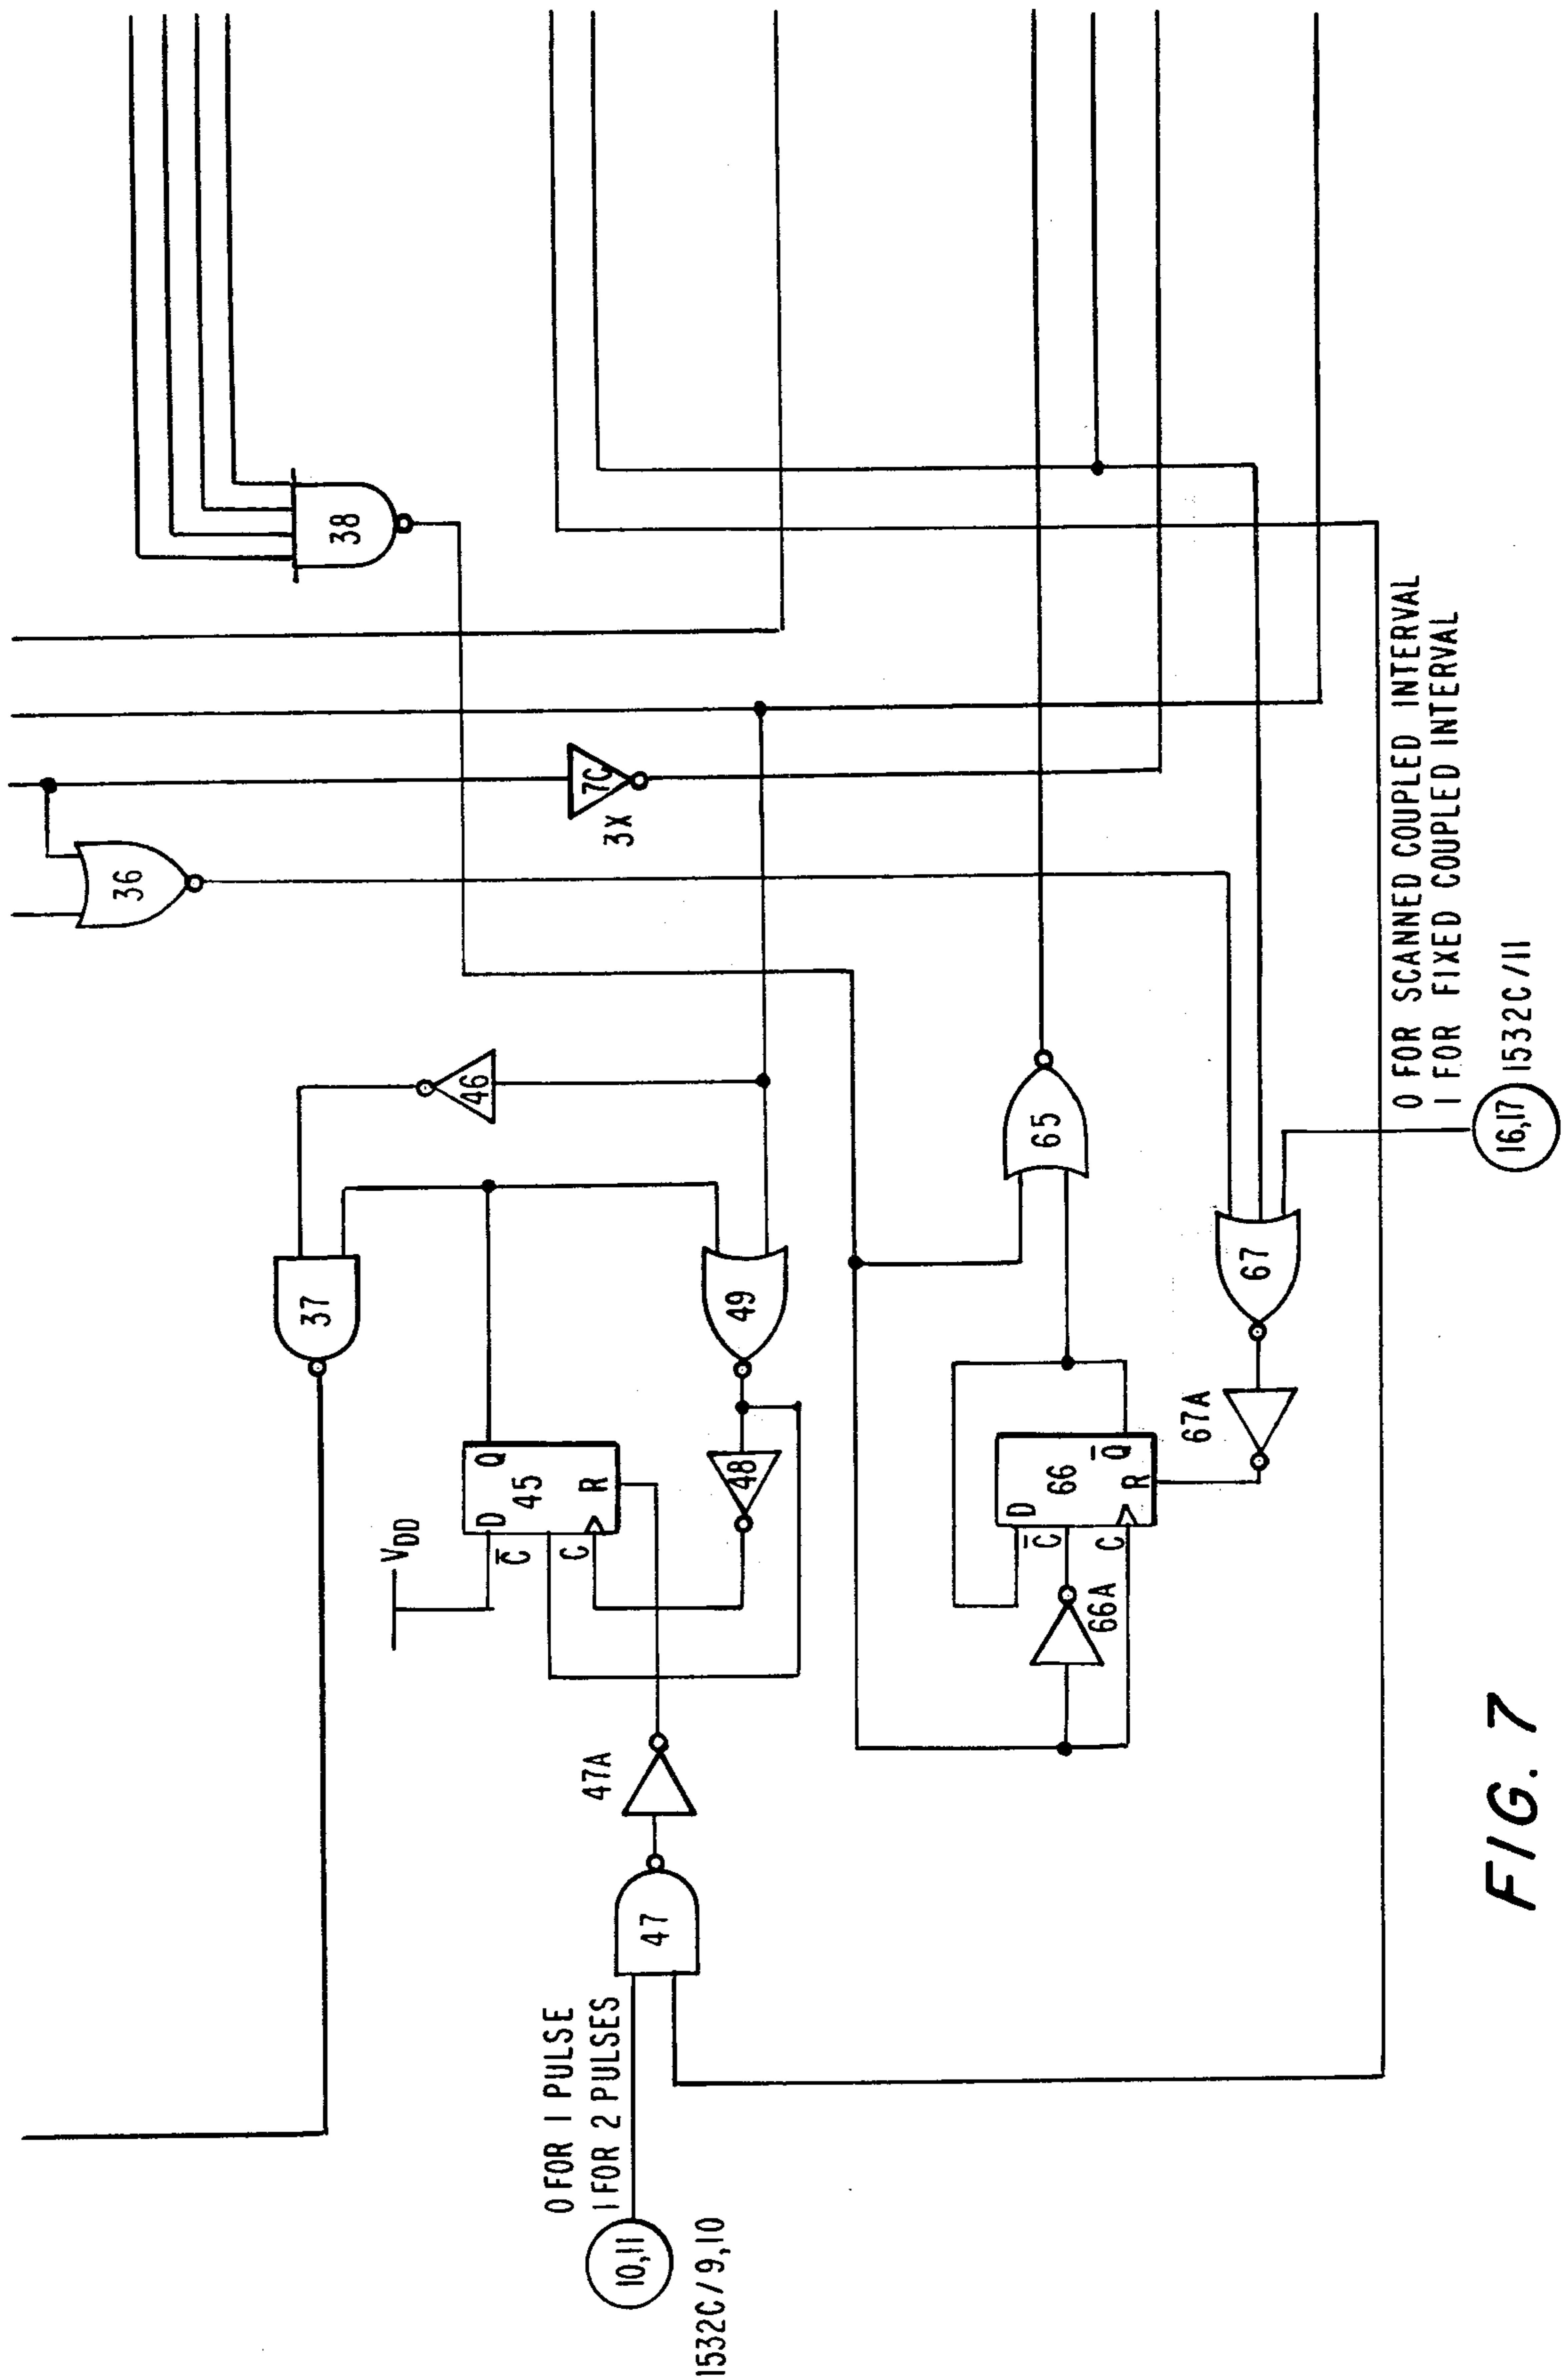 38
36
7C
3X
46
37
49
65
67
V_DD
D
Q
45
C̅
C
R
48
67A
D
66
Q̅
C̅
R
C
66A
47A
47
0 FOR 1 PULSE
1 FOR 2 PULSES
10,11
1532C/9,10
0 FOR SCANNED COUPLED INTERVAL
1 FOR FIXED COUPLED INTERVAL
16,17 1532C/11
FIG. 7